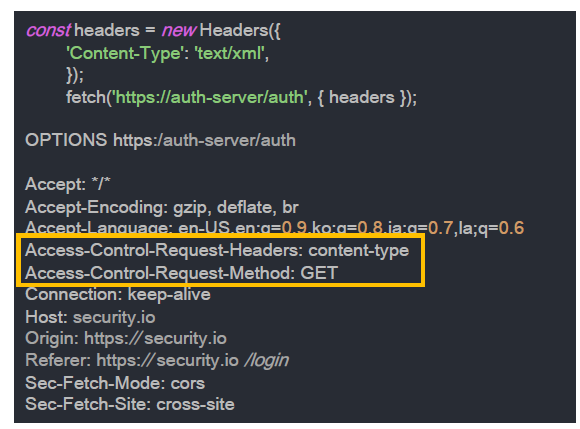 const headers = new Headers({
'Content-Type': 'text/xml',
});
fetch('https://auth-server/auth', { headers });
OPTIONS https:/auth-server/auth
Accept: */*
Accept-Encoding: gzip, deflate, br
Accept-Language: en-US,en;q=0.9,ko;q=0.8,ja;q=0.7,la;q=0.6
Access-Control-Request-Headers: content-type
Access-Control-Request-Method: GET
Connection: keep-alive
Host: security.io
Origin: https://security.io
Referer: https://security.io /login
Sec-Fetch-Mode: cors
Sec-Fetch-Site: cross-site